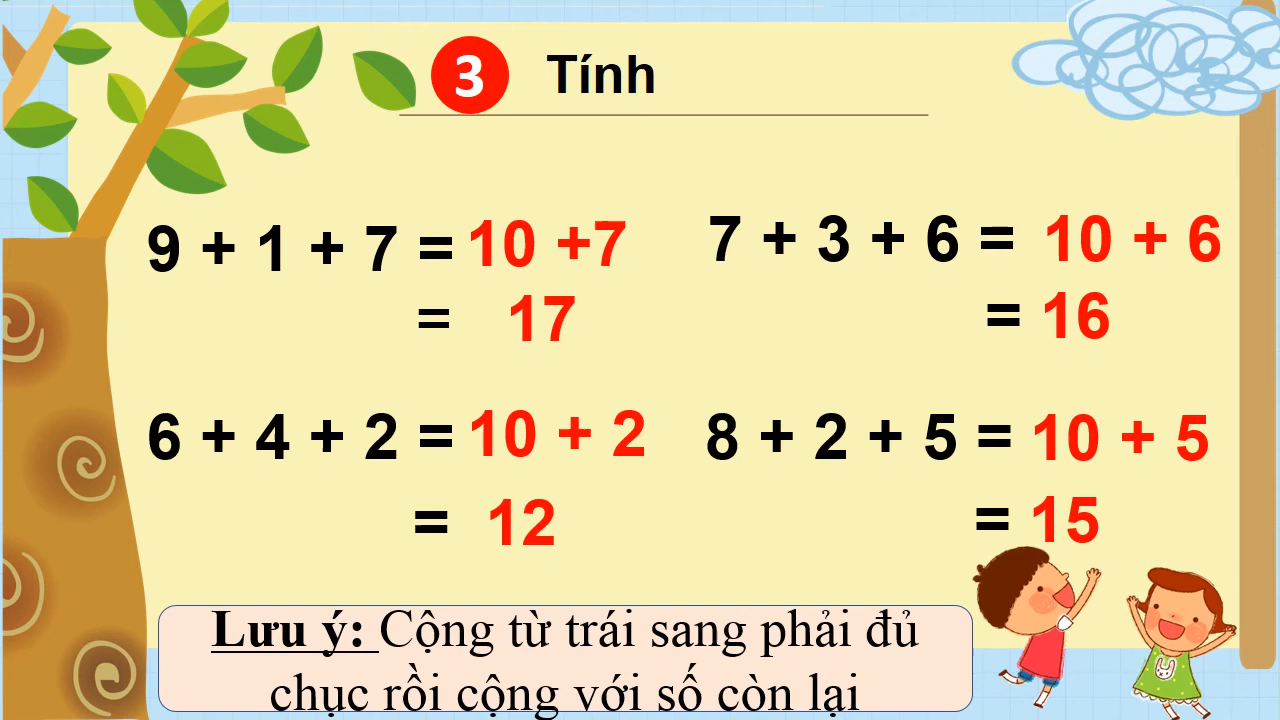 3 Tính
9 + 1 + 7 = 10 +7
= 17
7 + 3 + 6 = 10 + 6
= 16
6 + 4 + 2 = 10 + 2
= 12
8 + 2 + 5 = 10 + 5
= 15
Lưu ý: Cộng từ trái sang phải đủ
chục rồi cộng với số còn lại